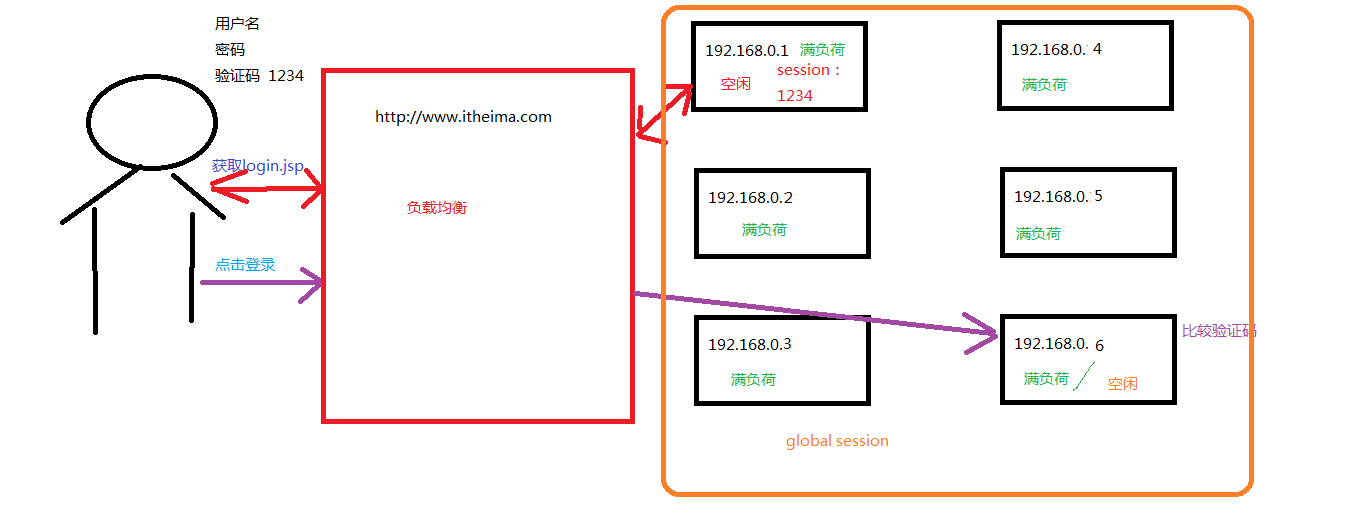 用户名
密码
验证码 1234
获取login.jsp
点击登录
http://www.itheima.com
负载均衡
192.168.0.1 满负荷
空闲
session：
1234
192.168.0.2
满负荷
192.168.0.3
满负荷
192.168.0.4
满负荷
192.168.0.5
满负荷
192.168.0.6
满负荷
空闲
比较验证码
global session